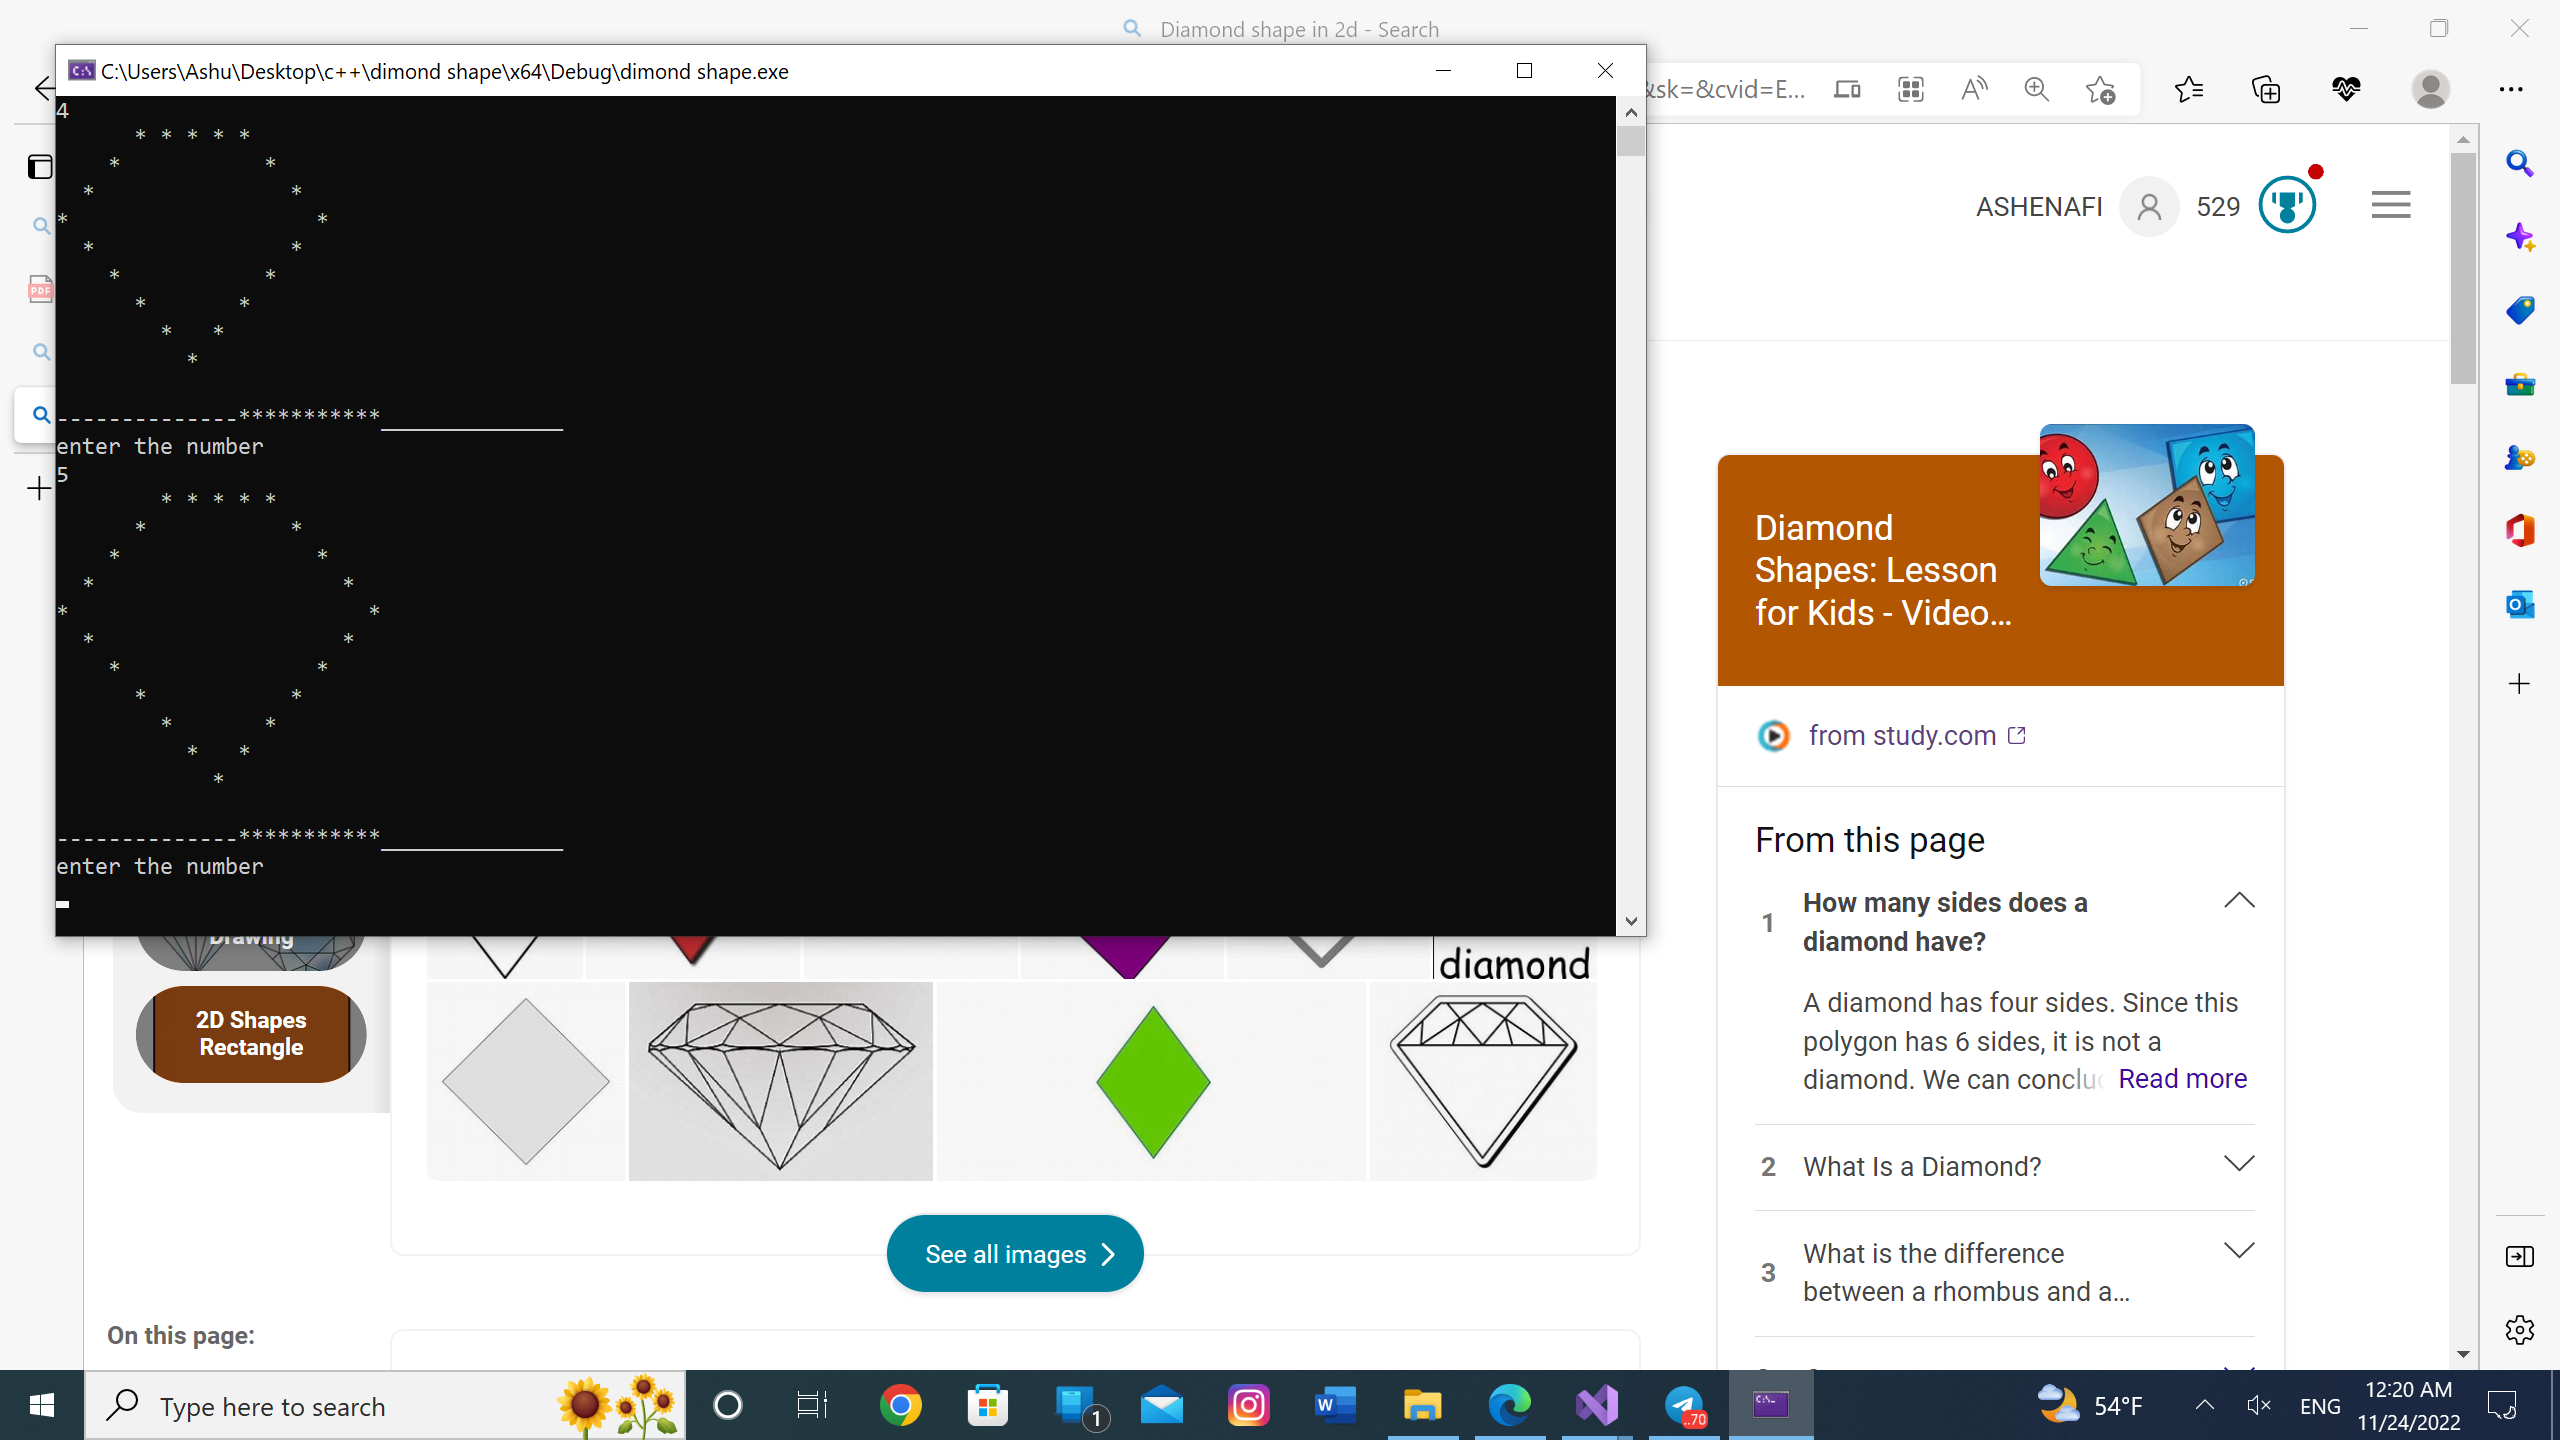 Diamond shape in 2d - Search
C:\Users\Ashu\Desktop\c++\dimond shape\x64\Debug\dimond shape.exe
&sk=&cvid=E...
4
      * * * * *
    *           *
  *               *
*                   *
  *               *
    *           *
      *       *
        *   *
          *
--------------***********______________
enter the number
5
        * * * * *
      *           *
    *               *
  *                   *
*                       *
  *                   *
    *               *
      *           *
        *       *
          *   *
            *
--------------***********______________
enter the number
PDF
ASHENAFI
529
Diamond
Shapes: Lesson
for Kids - Video...
from study.com
From this page
1 How many sides does a
diamond have?
A diamond has four sides. Since this
polygon has 6 sides, it is not a
diamond. We can Read more
2 What Is a Diamond?
3 What is the difference
between a rhombus and a...
Drawing
2D Shapes
Rectangle
diamond
See all images
On this page:
Type here to search
1
..70
54°F
ENG
12:20 AM
11/24/2022